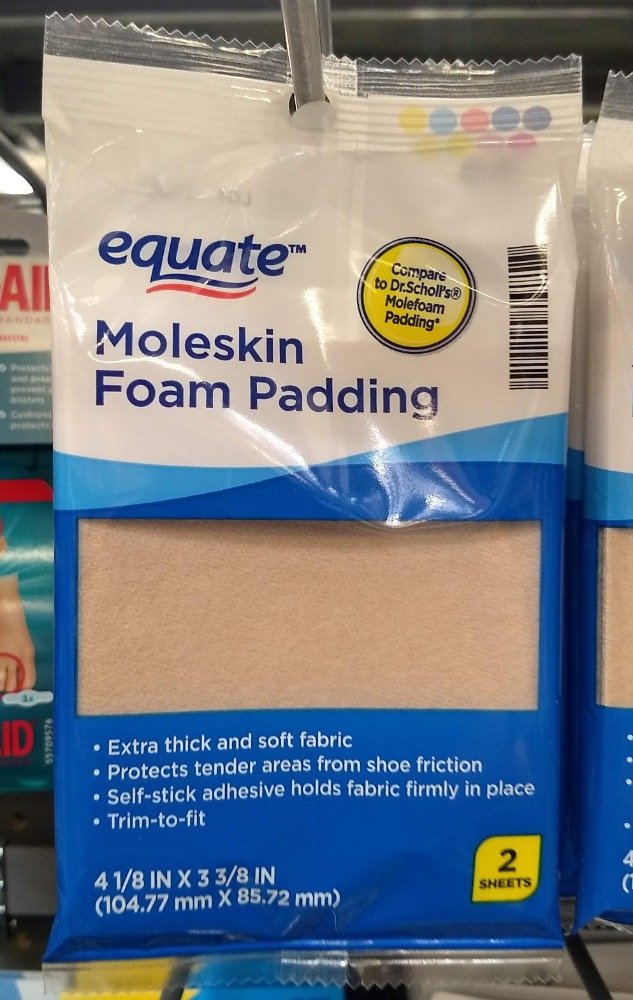 equate™
Compare
to Dr.Scholl's®
Molefoam
Padding*
Moleskin
Foam Padding
• Extra thick and soft fabric
• Protects tender areas from shoe friction
• Self-stick adhesive holds fabric firmly in place
• Trim-to-fit
2
SHEETS
4 1/8 IN X 3 3/8 IN
(104.77 mm X 85.72 mm)
AID